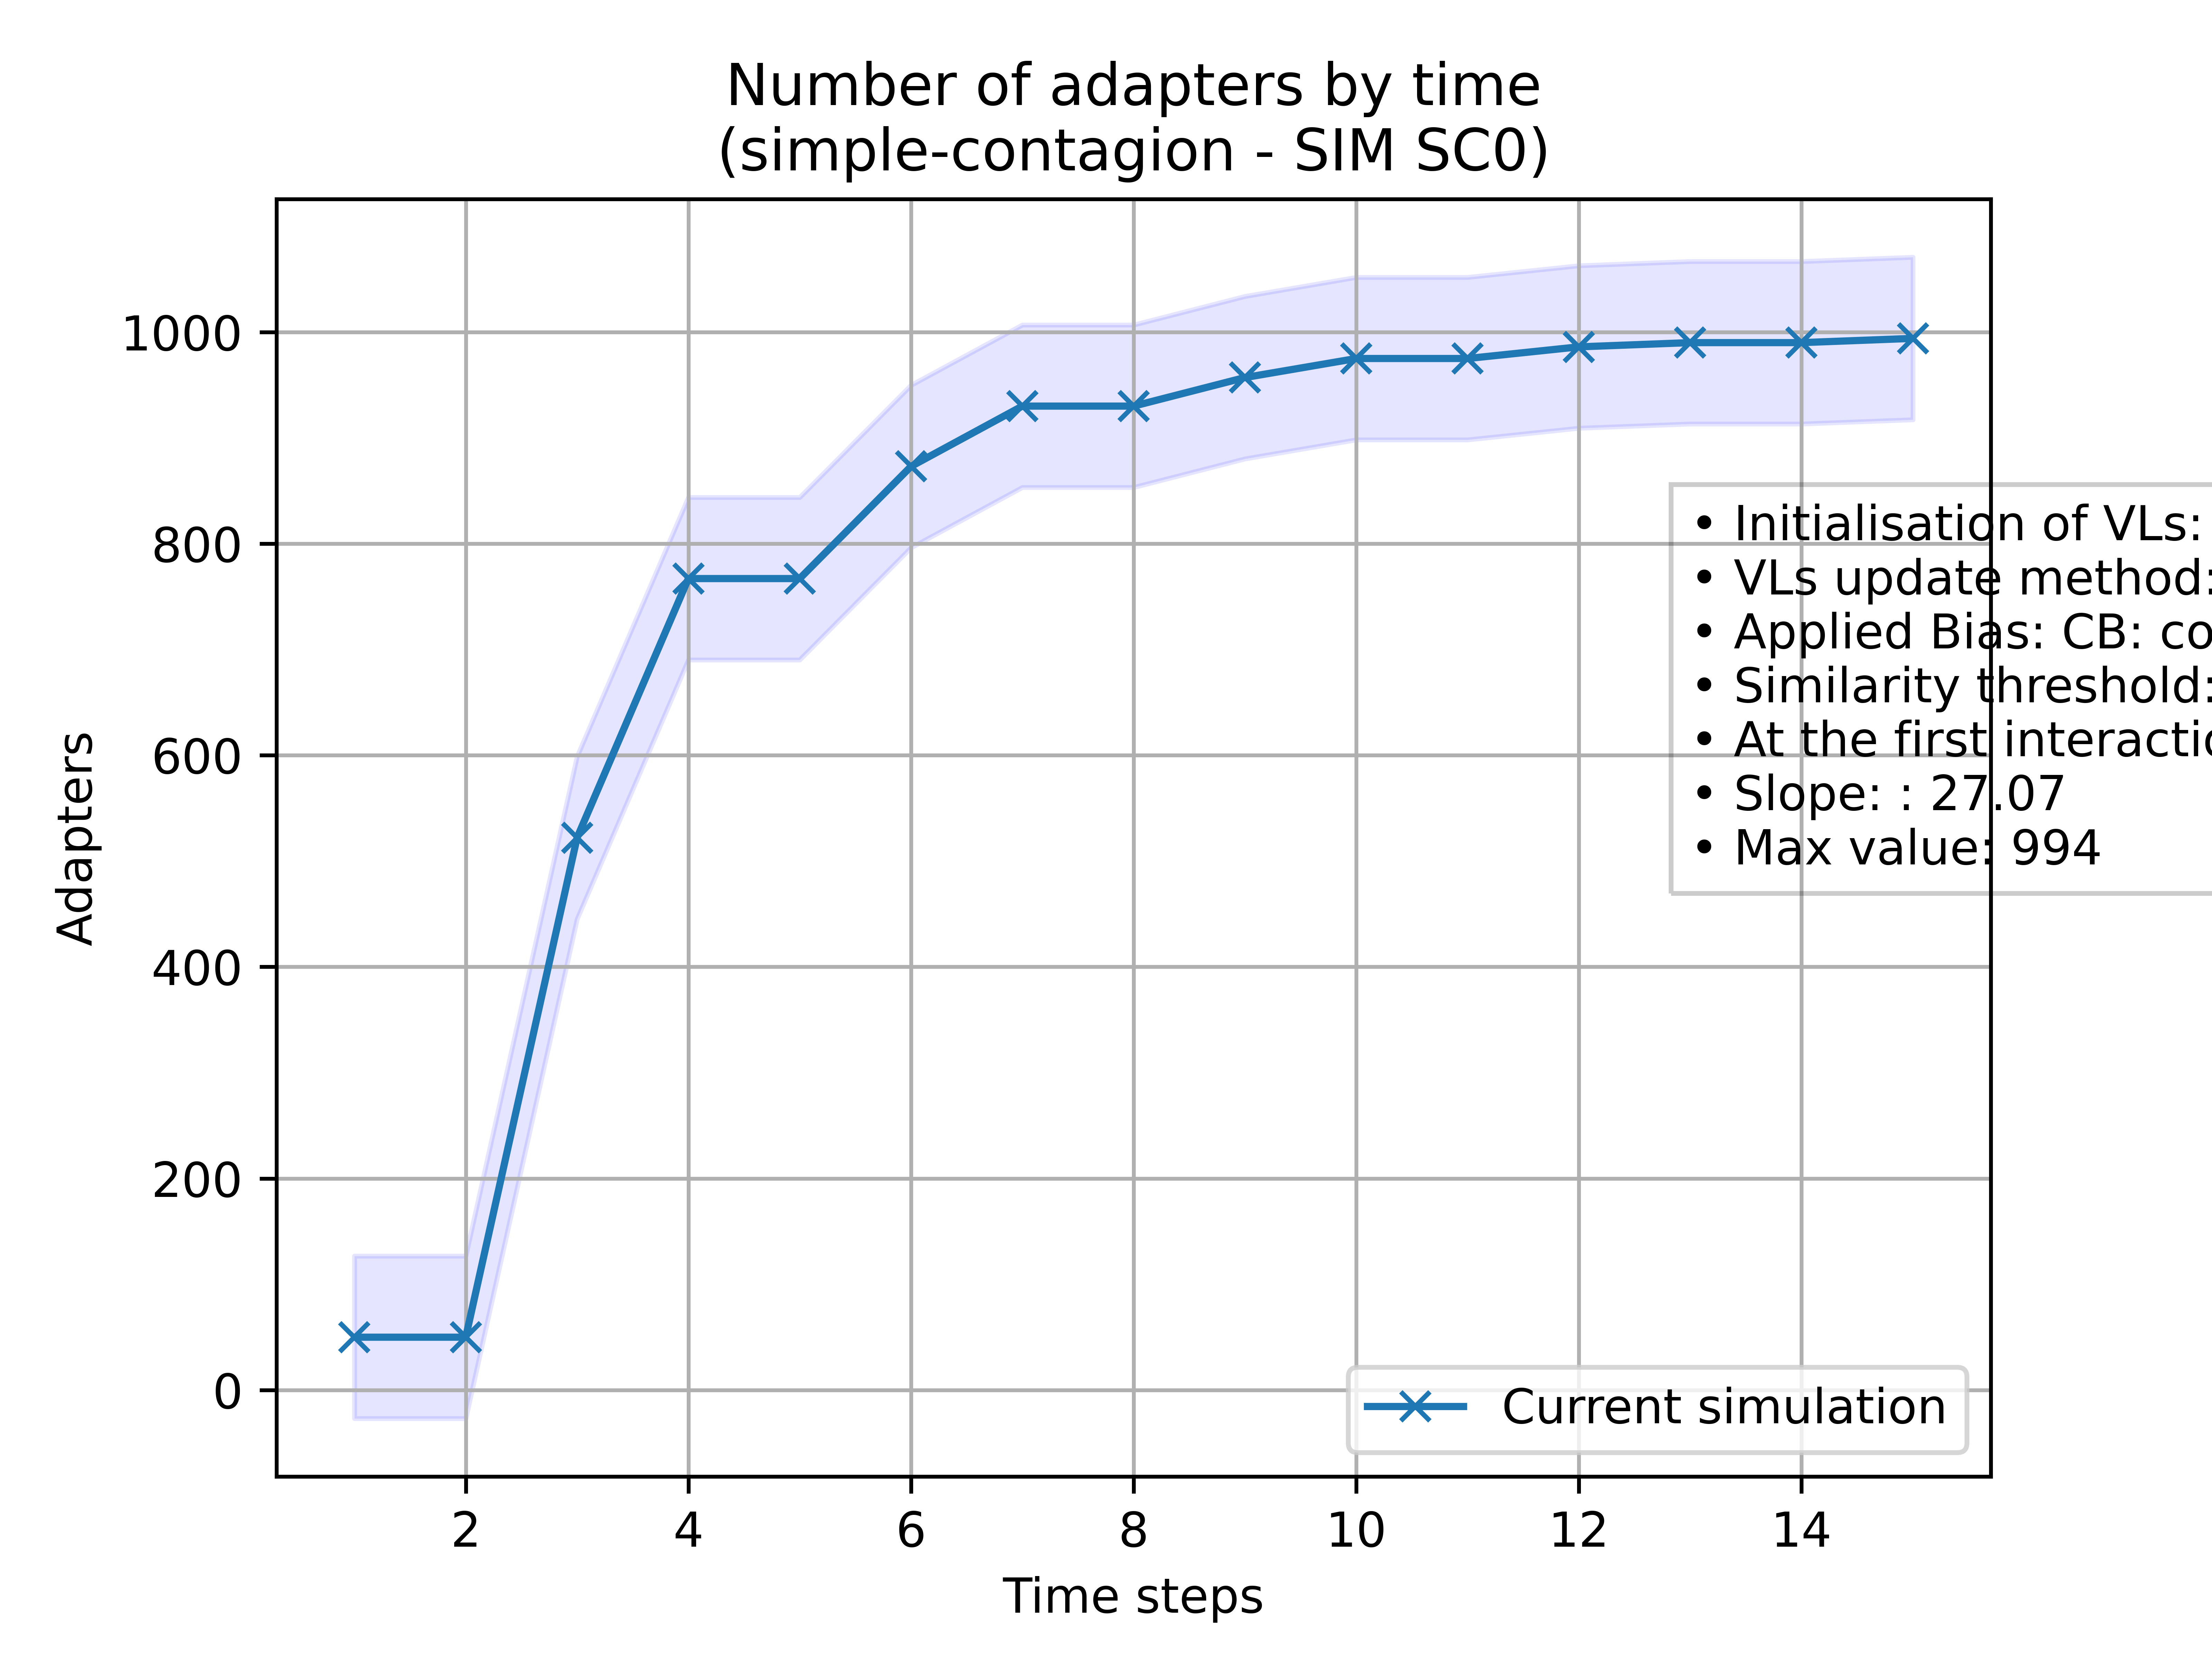 Number of adapters by time
(simple-contagion - SIM SC0)
1000
800
600
400
200
0
Adapters
• Initialisation of VLs:
• VLs update method:
• Applied Bias: CB: co
• Similarity threshold:
• At the first interactio
• Slope: : 27.07
• Max value: 994
Current simulation
2 4 6 8 10 12 14
Time steps